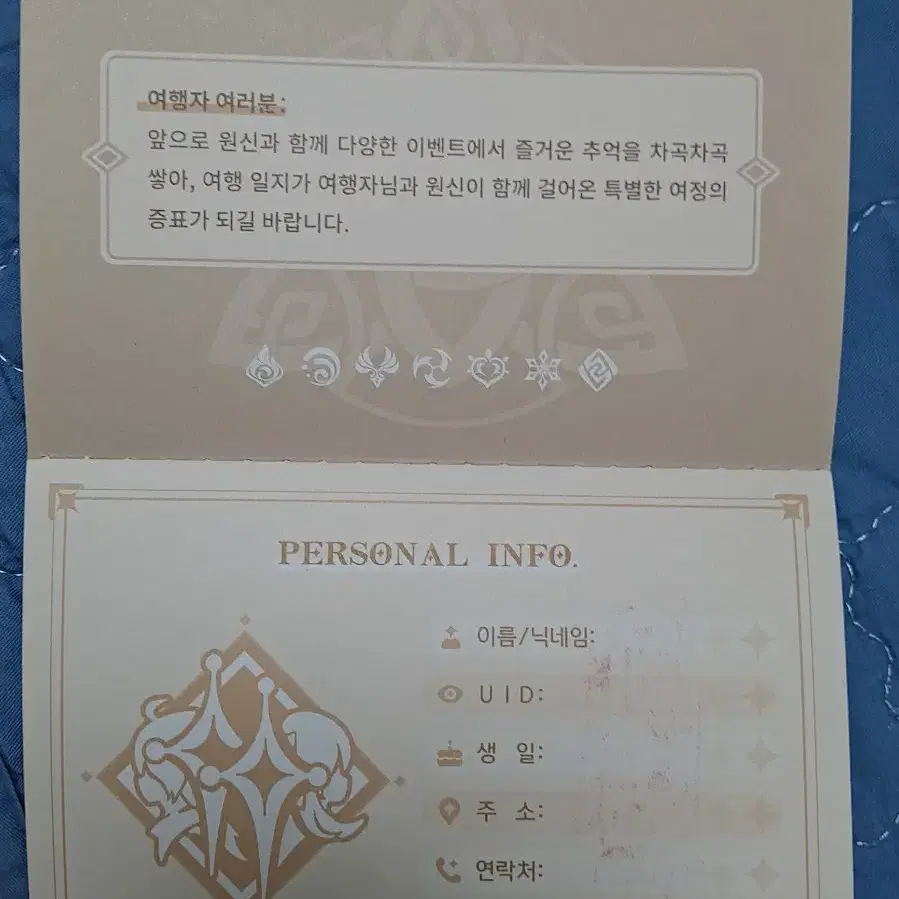 여행자 여러분:
앞으로 원신과 함께 다양한 이벤트에서 즐거운 추억을 차곡차곡
쌓아, 여행 일지가 여행자님과 원신이 함께 걸어온 특별한 여정의
증표가 되길 바랍니다.
PERSONAL INFO.
이름/닉네임:
UID:
생 일:
주 소:
연락처: